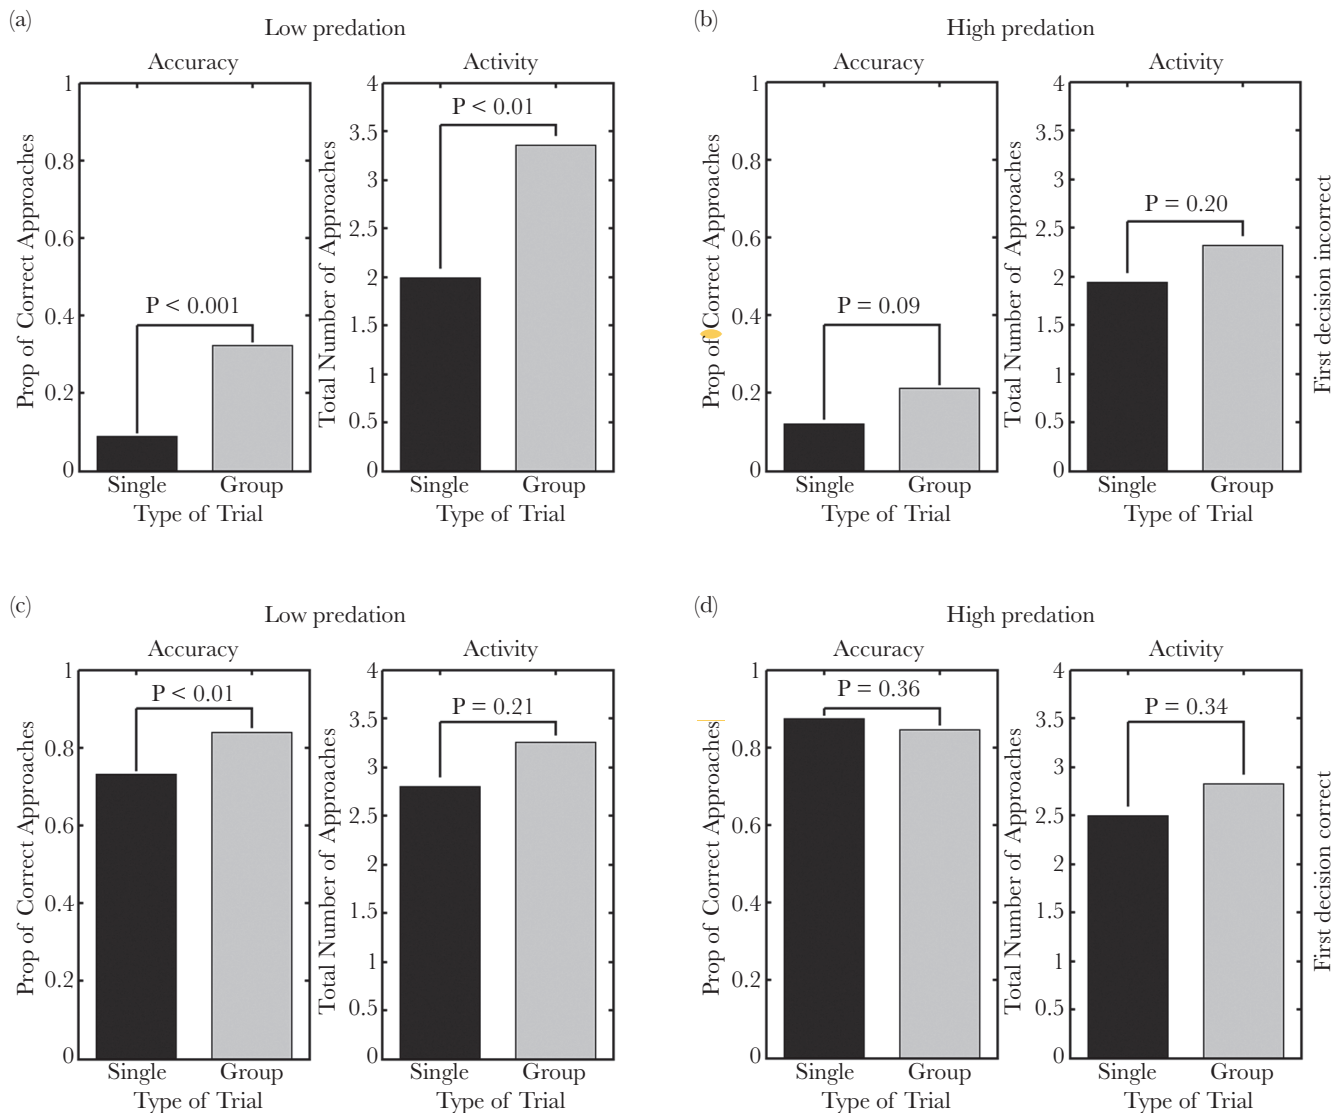 (a)
Low predation
Accuracy
Activity
Prop of Correct Approaches
1
0.8
0.6
0.4
0.2
0
P < 0.001
Single
Group
Type of Trial
Total Number of Approaches
4
3.5
3
2.5
2
1.5
1
0.5
0
P < 0.01
Single
Group
Type of Trial
(b)
High predation
Accuracy
Activity
Prop of Correct Approaches
1
0.8
0.6
0.4
0.2
0
P = 0.09
Single
Group
Type of Trial
Total Number of Approaches
4
3.5
3
2.5
2
1.5
1
0.5
0
P = 0.20
Single
Group
Type of Trial
First decision incorrect
(c)
Low predation
Accuracy
Activity
Prop of Correct Approaches
1
0.8
0.6
0.4
0.2
0
P < 0.01
Single
Group
Type of Trial
Total Number of Approaches
4
3.5
3
2.5
2
1.5
1
0.5
0
P = 0.21
Single
Group
Type of Trial
(d)
High predation
Accuracy
Activity
Prop of Correct Approaches
1
0.8
0.6
0.4
0.2
0
P = 0.36
Single
Group
Type of Trial
Total Number of Approaches
4
3.5
3
2.5
2
1.5
1
0.5
0
P = 0.34
Single
Group
Type of Trial
First decision correct